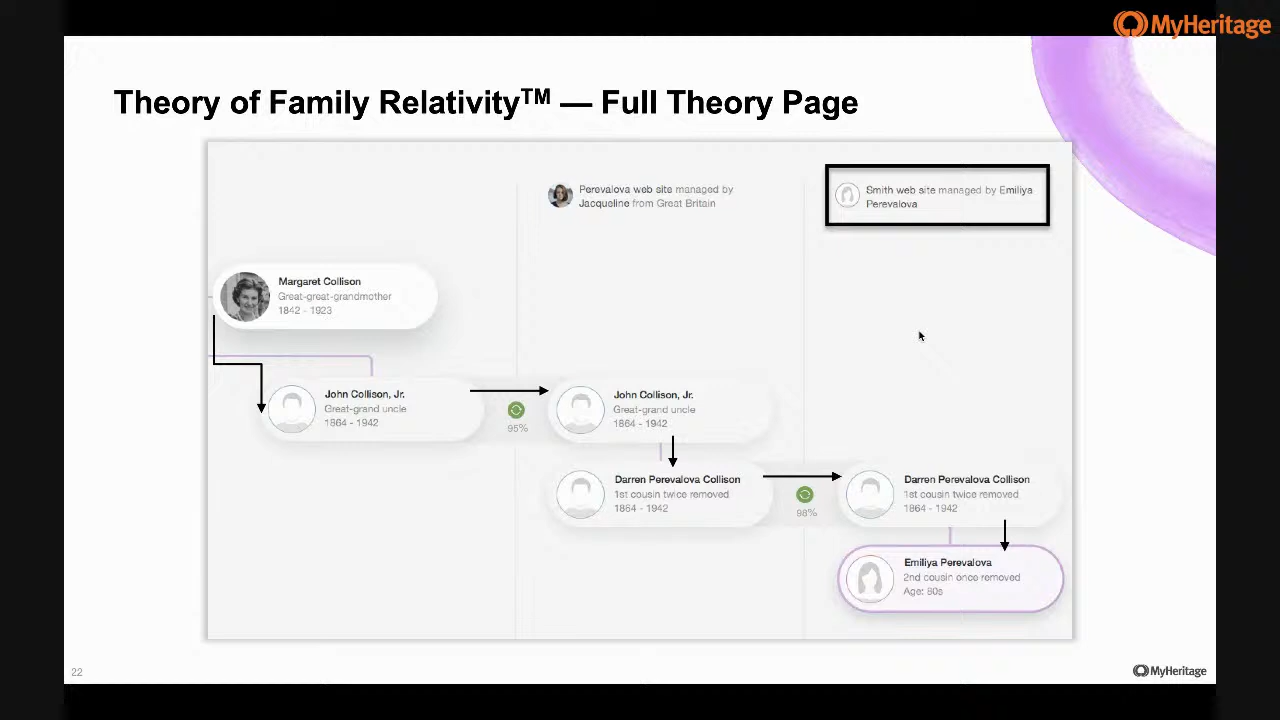 MyHeritage
Theory of Family Relativity™ — Full Theory Page
Perevalova web site managed by
Jacqueline from Great Britain
Smith web site managed by Emiliya
Perevalova
Margaret Collison
Great-great-grandmother
1842 - 1923
John Collison, Jr.
Great-grand uncle
1864 - 1942
95%
John Collison, Jr.
Great-grand uncle
1864 - 1942
Darren Perevalova Collison
1st cousin twice removed
1864 - 1942
98%
Darren Perevalova Collison
1st cousin twice removed
1864 - 1942
Emiliya Perevalova
2nd cousin once removed
Age: 80s
22
MyHeritage